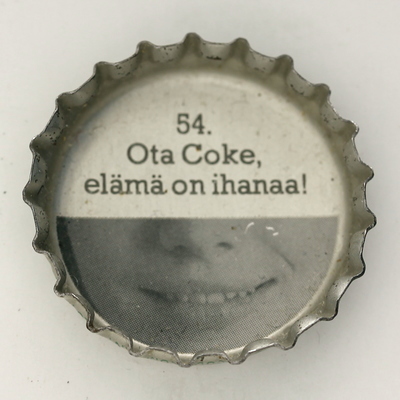 54.
Ota Coke,
elämä on ihanaa!